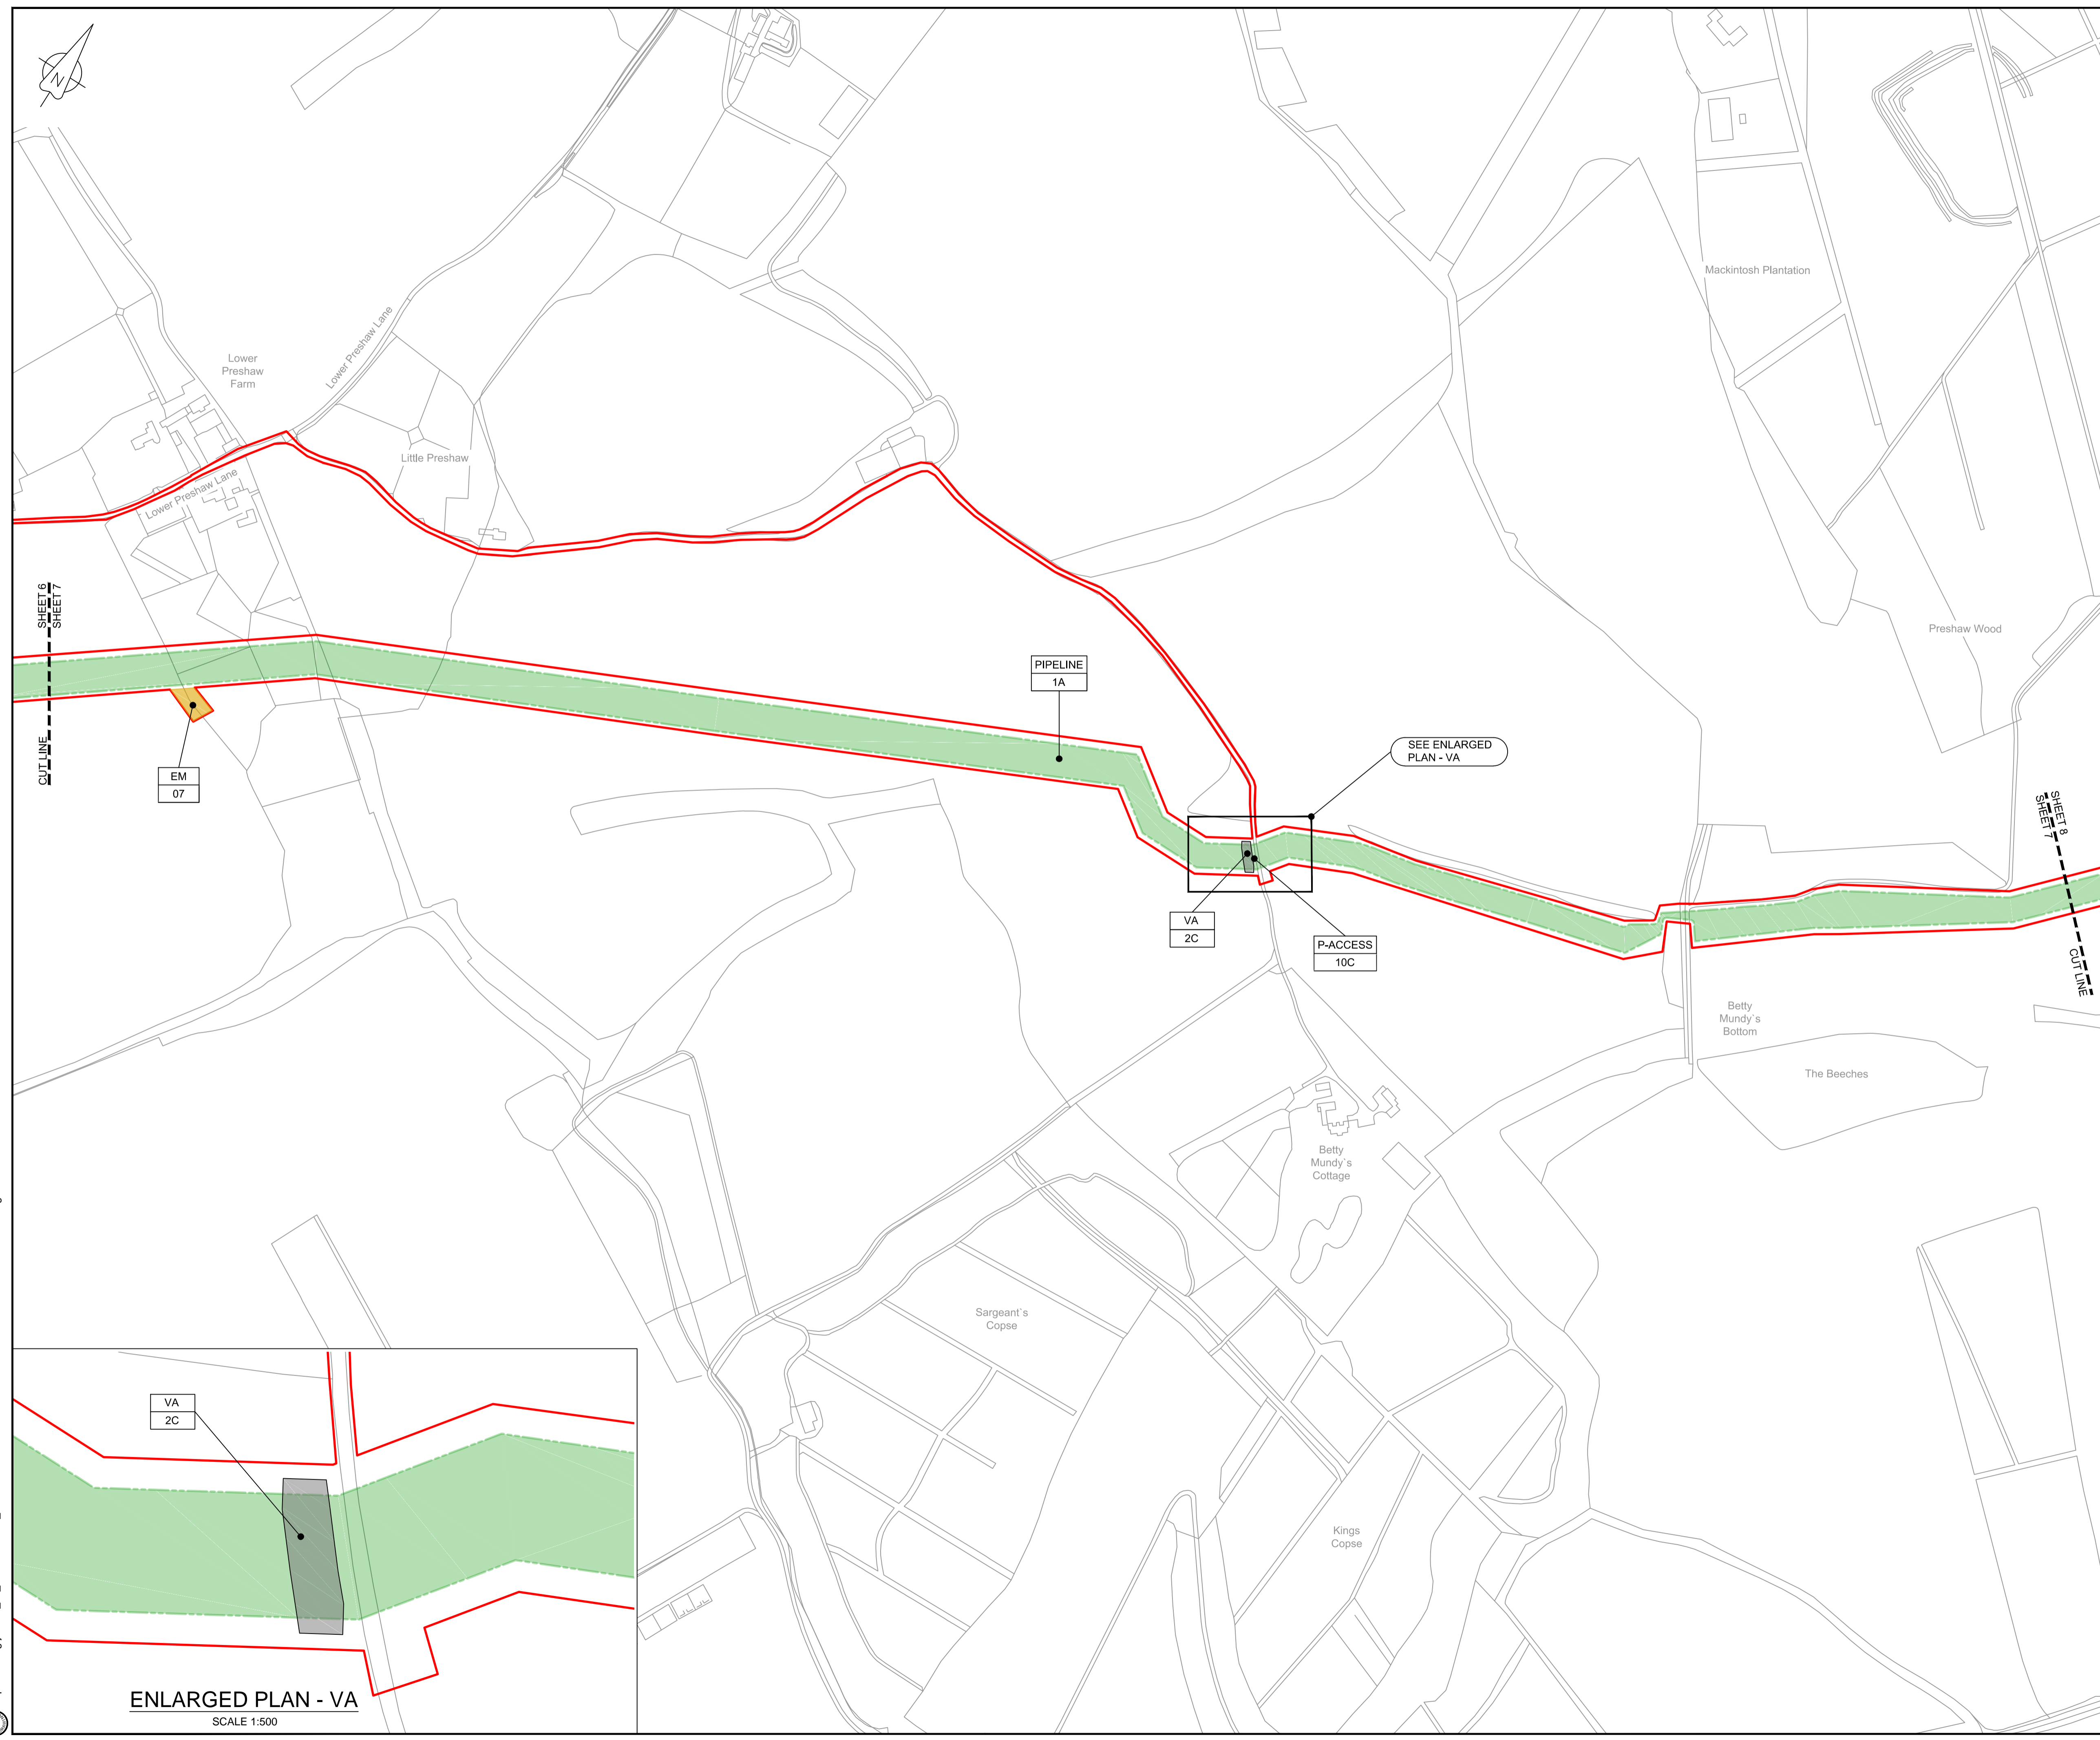 N
Mackintosh Plantation
Lower
Preshaw
Farm
Lower Preshaw Lane
Little Preshaw
Lower Preshaw Lane
SHEET 6
SHEET 7
CUT LINE
Preshaw Wood
PIPELINE
1A
EM
07
SEE ENLARGED
PLAN - VA
SHEET 8
SHEET 7
CUT LINE
VA
2C
P-ACCESS
10C
Betty
Mundy`s
Bottom
The Beeches
Betty
Mundy`s
Cottage
Sargeant`s
Copse
Kings
Copse
VA
2C
ENLARGED PLAN - VA
SCALE 1:500